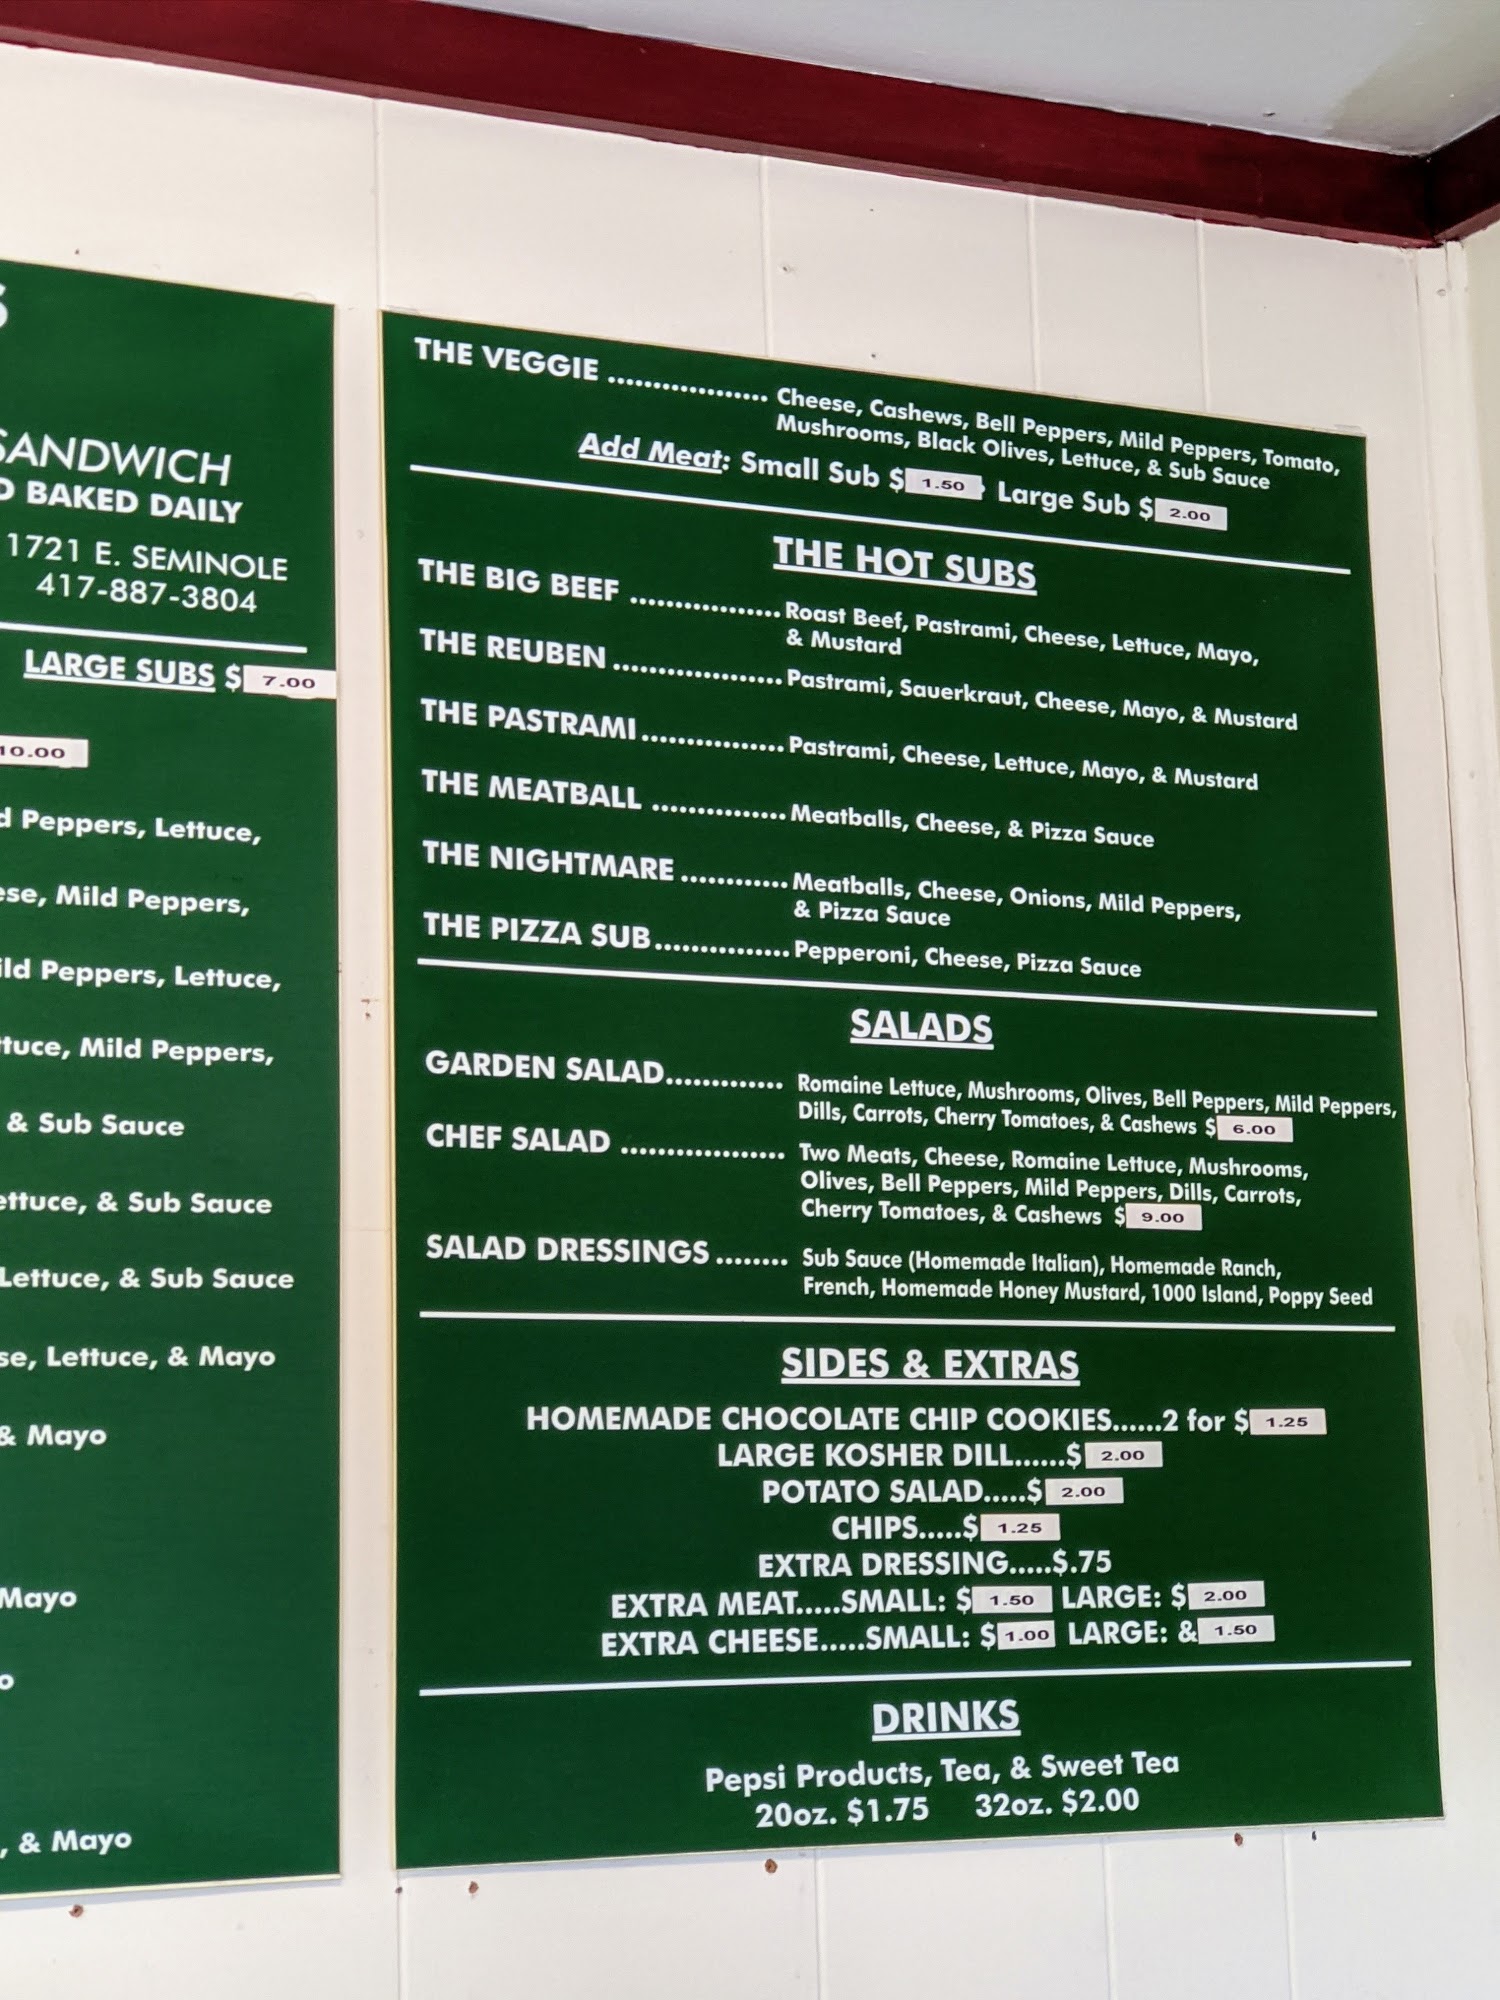 S
SANDWICH
BAKED DAILY
1721 E. SEMINOLE
417-887-3804
LARGE SUBS $ 7.00
10.00
Peppers, Lettuce,
Mild Peppers,
Peppers, Lettuce,
Mild Peppers,
& Sub Sauce
& Sub Sauce
Lettuce, & Sub Sauce
Lettuce, & Mayo
& Mayo
Mayo
, & Mayo
THE VEGGIE .................. Cheese, Cashews, Bell Peppers, Mild Peppers, Tomato,
Mushrooms, Black Olives, Lettuce, & Sub Sauce
Add Meat: Small Sub $ 1.50 Large Sub $ 2.00
THE HOT SUBS
THE BIG BEEF .................Roast Beef, Pastrami, Cheese, Lettuce, Mayo,
& Mustard
THE REUBEN ...................Pastrami, Sauerkraut, Cheese, Mayo, & Mustard
THE PASTRAMI ................Pastrami, Cheese, Lettuce, Mayo, & Mustard
THE MEATBALL ...............Meatballs, Cheese, & Pizza Sauce
THE NIGHTMARE ............Meatballs, Cheese, Onions, Mild Peppers,
& Pizza Sauce
THE PIZZA SUB...............Pepperoni, Cheese, Pizza Sauce
SALADS
GARDEN SALAD............. Romaine Lettuce, Mushrooms, Olives, Bell Peppers, Mild Peppers,
Dills, Carrots, Cherry Tomatoes, & Cashews $ 6.00
CHEF SALAD .................. Two Meats, Cheese, Romaine Lettuce, Mushrooms,
Olives, Bell Peppers, Mild Peppers, Dills, Carrots,
Cherry Tomatoes, & Cashews $ 9.00
SALAD DRESSINGS ........ Sub Sauce (Homemade Italian), Homemade Ranch,
French, Homemade Honey Mustard, 1000 Island, Poppy Seed
SIDES & EXTRAS
HOMEMADE CHOCOLATE CHIP COOKIES......2 for $ 1.25
LARGE KOSHER DILL......$ 2.00
POTATO SALAD.....$ 2.00
CHIPS.....$ 1.25
EXTRA DRESSING.....$.75
EXTRA MEAT.....SMALL: $ 1.50 LARGE: $ 2.00
EXTRA CHEESE.....SMALL: $ 1.00 LARGE: & 1.50
DRINKS
Pepsi Products, Tea, & Sweet Tea
20oz. $1.75 32oz. $2.00